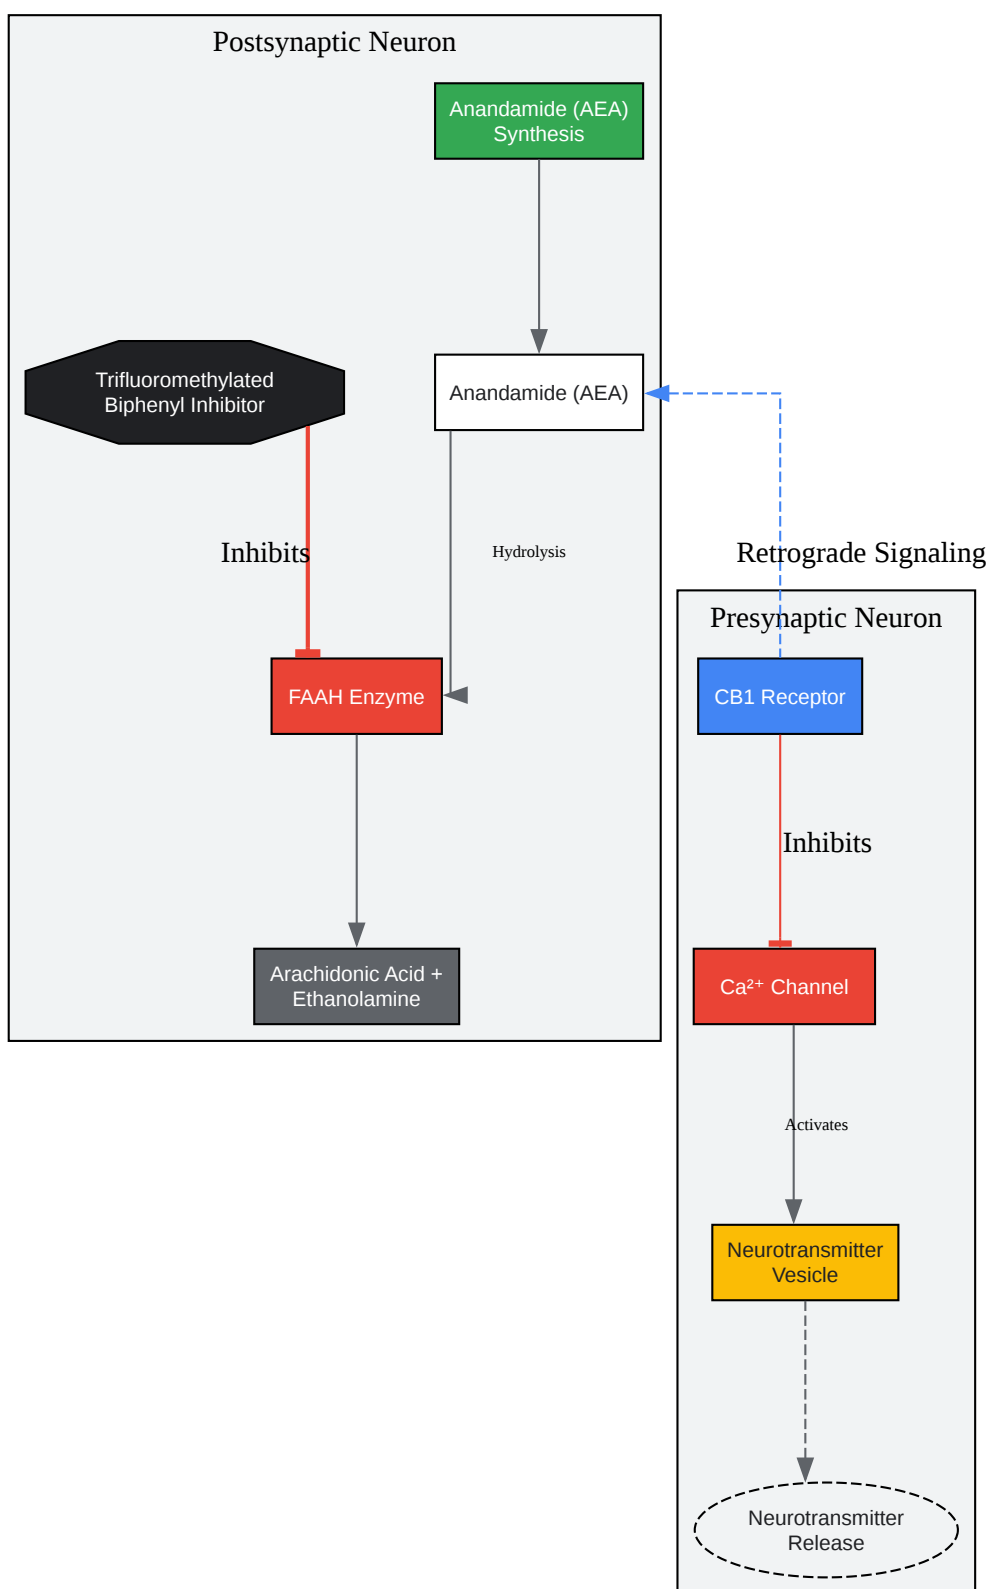 Postsynaptic Neuron
Anandamide (AEA)
Synthesis
Trifluoromethylated
Biphenyl Inhibitor
Anandamide (AEA)
Inhibits
Hydrolysis
Retrograde Signaling
Presynaptic Neuron
FAAH Enzyme
CB1 Receptor
Inhibits
Arachidonic Acid +
Ethanolamine
Ca²⁺ Channel
Activates
Neurotransmitter
Vesicle
Neurotransmitter
Release